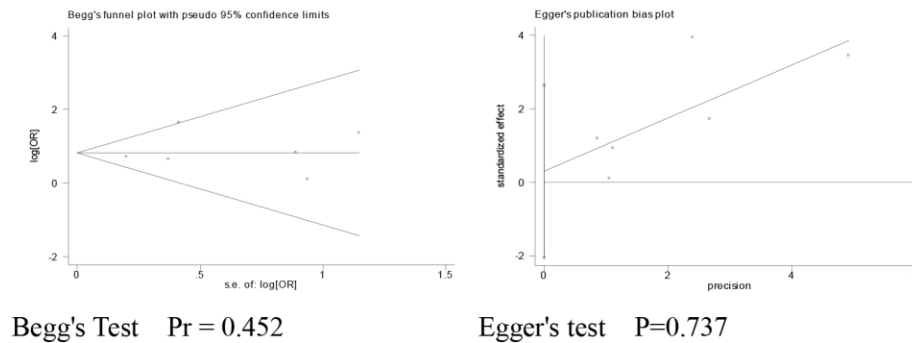 Begg's funnel plot with pseudo 95% confidence limits
4
2
0
-2
log[OR]
0
.5
1
1.5
s.e. of: log[OR]
Begg's Test Pr = 0.452
Egger's publication bias plot
4
2
0
-2
standardized effect
0
2
4
precision
Egger's test P=0.737